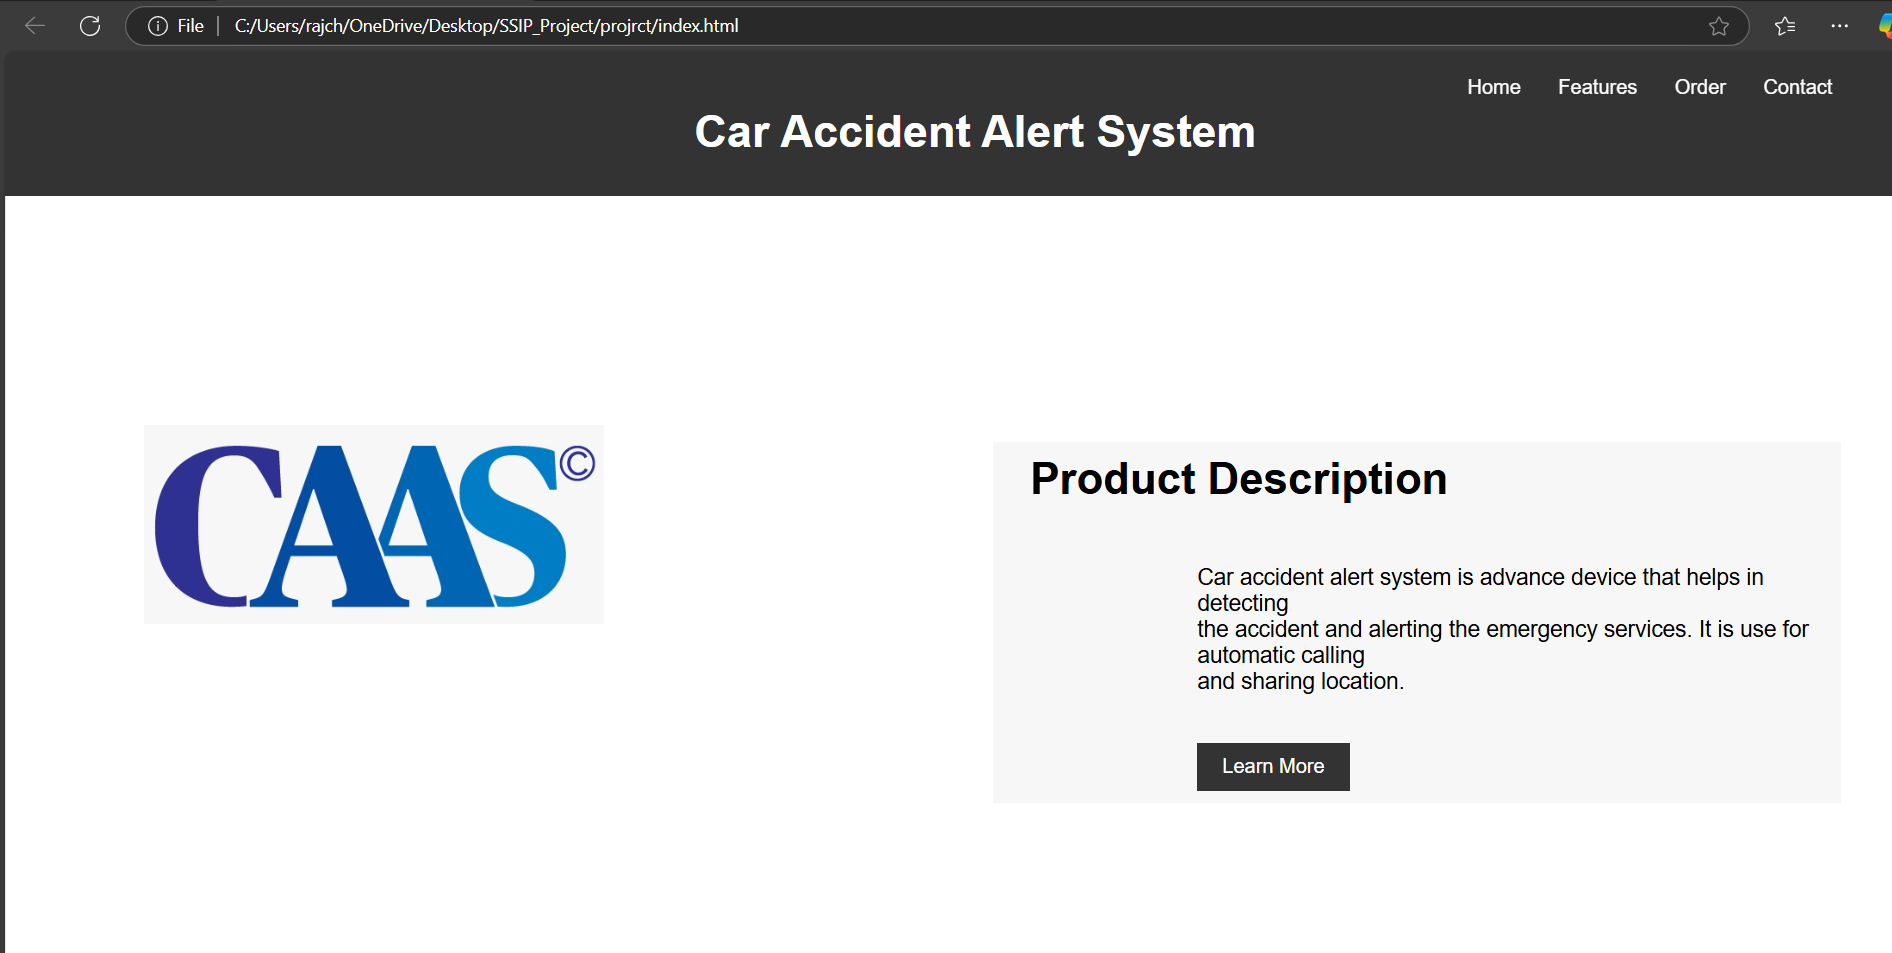 File C:/Users/rajch/OneDrive/Desktop/SSIP_Project/projrct/index.html
Home Features Order Contact
Car Accident Alert System
CAAS©
Product Description
Car accident alert system is advance device that helps in
detecting
the accident and alerting the emergency services. It is use for
automatic calling
and sharing location.
Learn More